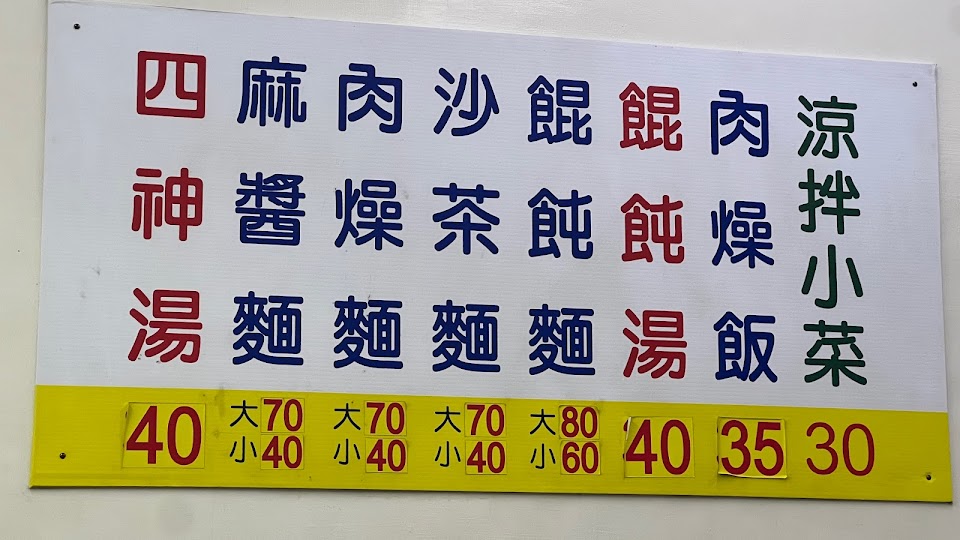 涼拌小菜
30
肉燥飯
35
餛飩湯
40
餛飩麵
大80
小60
沙茶麵
大70
小40
肉燥麵
大70
小40
麻醬麵
大70
小40
四神湯
40